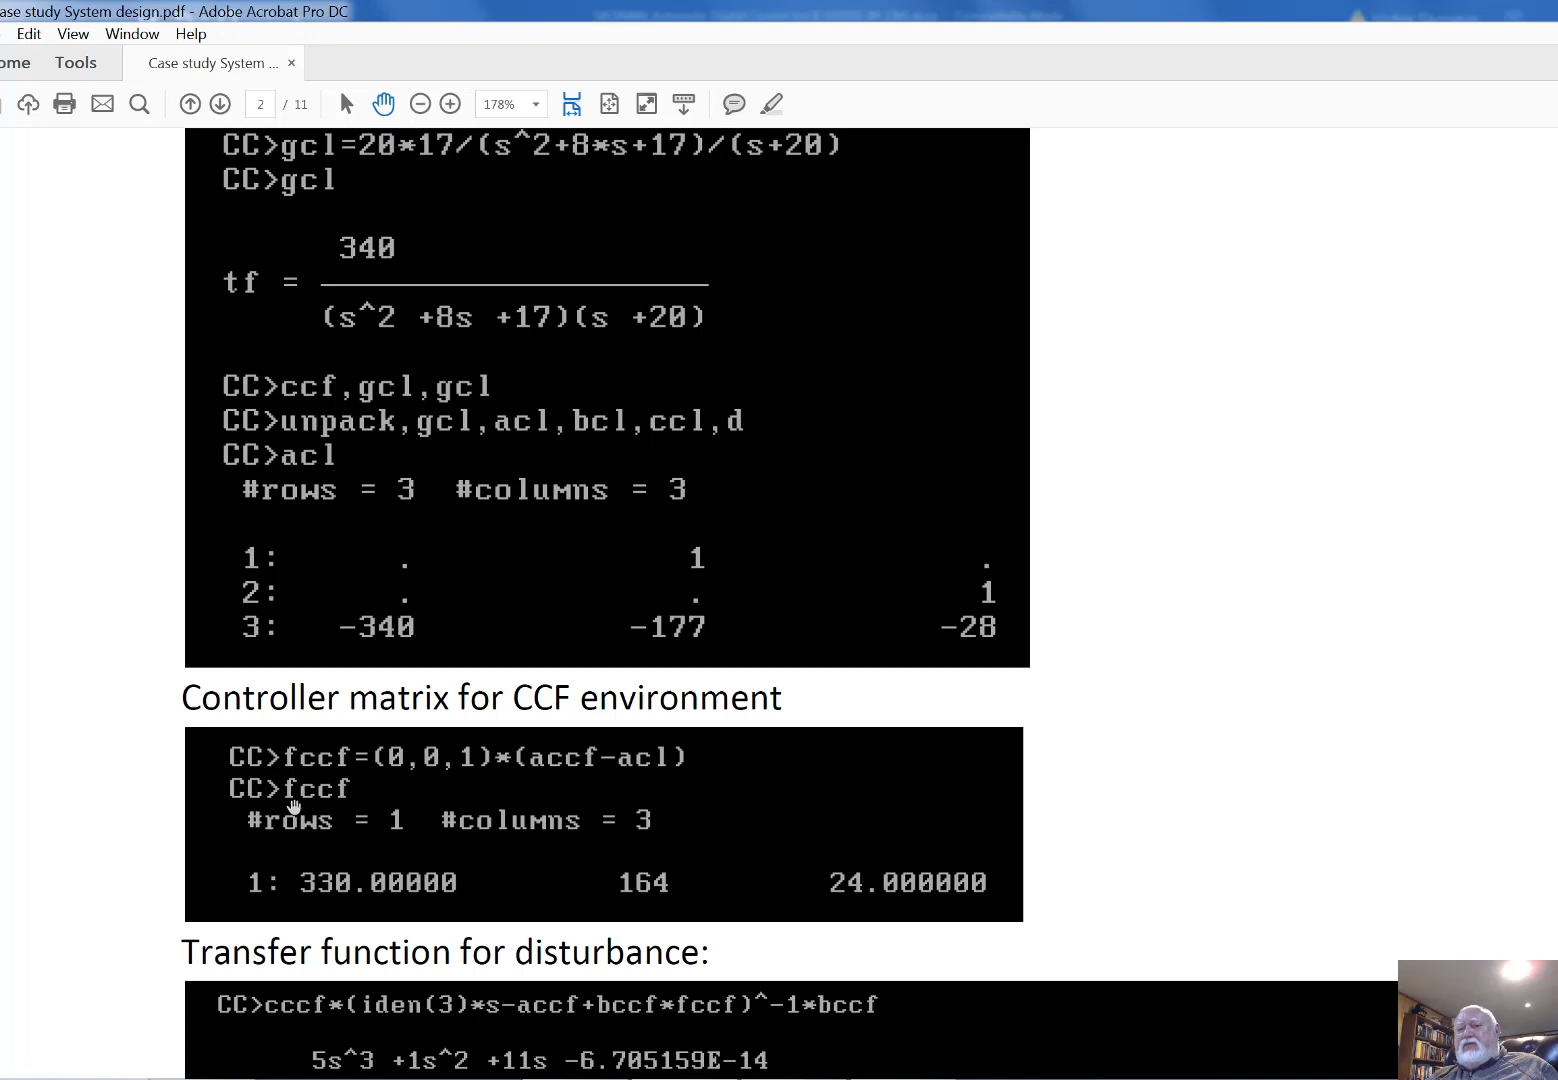 ase study System design.pdf - Adobe Acrobat Pro DC
Edit View Window Help
ome Tools Case study System ... ×
2 / 11 178%
CC>gcl=20*17/(s^2+8*s+17)/(s+20)
CC>gcl
340
tf = 
(s^2 +8s +17)(s +20)
CC>ccf,gcl,gcl
CC>unpack,gcl,acl,bcl,ccl,d
CC>acl
#rows = 3 #columns = 3
1: . 1 .
2: . . 1
3: -340 -177 -28
Controller matrix for CCF environment
CC>fccf=(0,0,1)*(accf-acl)
CC>fccf
#rows = 1 #columns = 3
1: 330.00000 164 24.000000
Transfer function for disturbance:
CC>cccf*(iden(3)*s-accf+bccf*fccf)^-1*bccf
5s^3 +1s^2 +11s -6.705159E-14